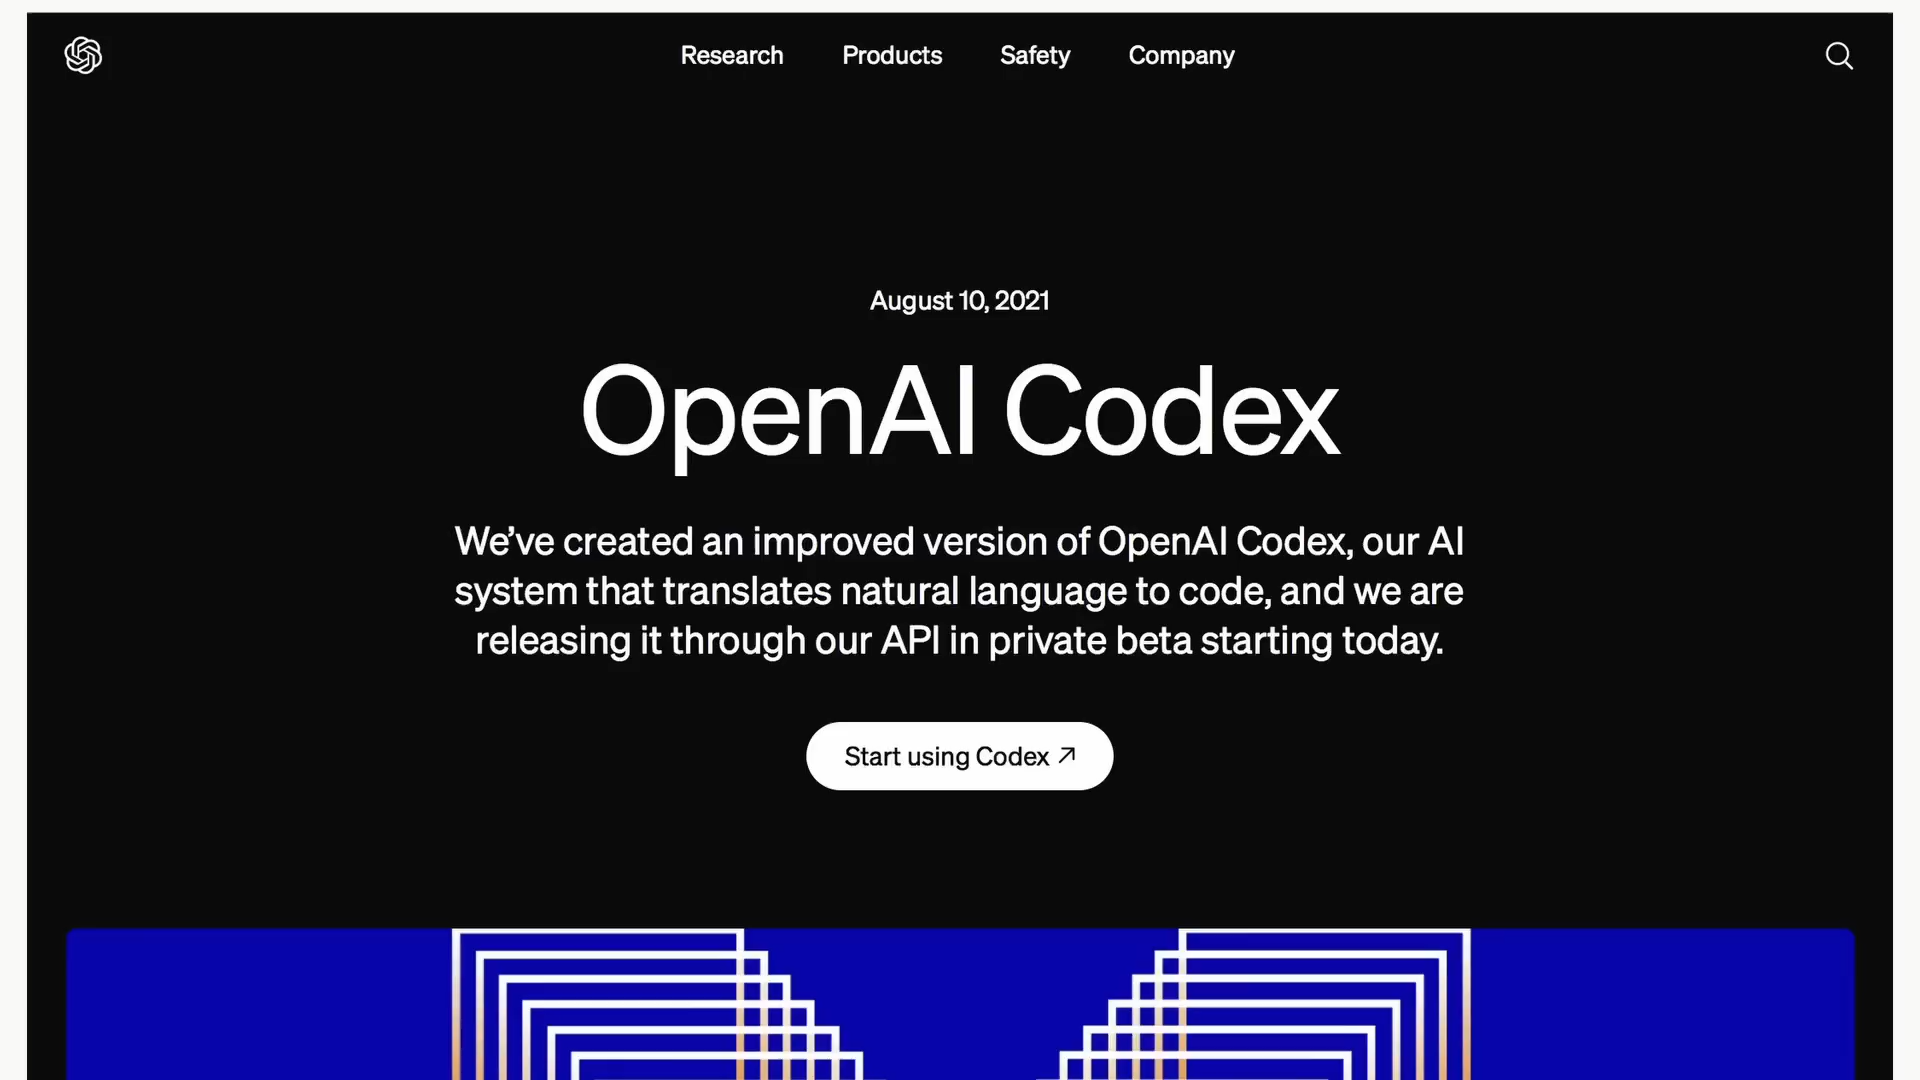 Research Products Safety Company
August 10, 2021
OpenAI Codex
We’ve created an improved version of OpenAI Codex, our AI
system that translates natural language to code, and we are
releasing it through our API in private beta starting today.
Start using Codex ↗